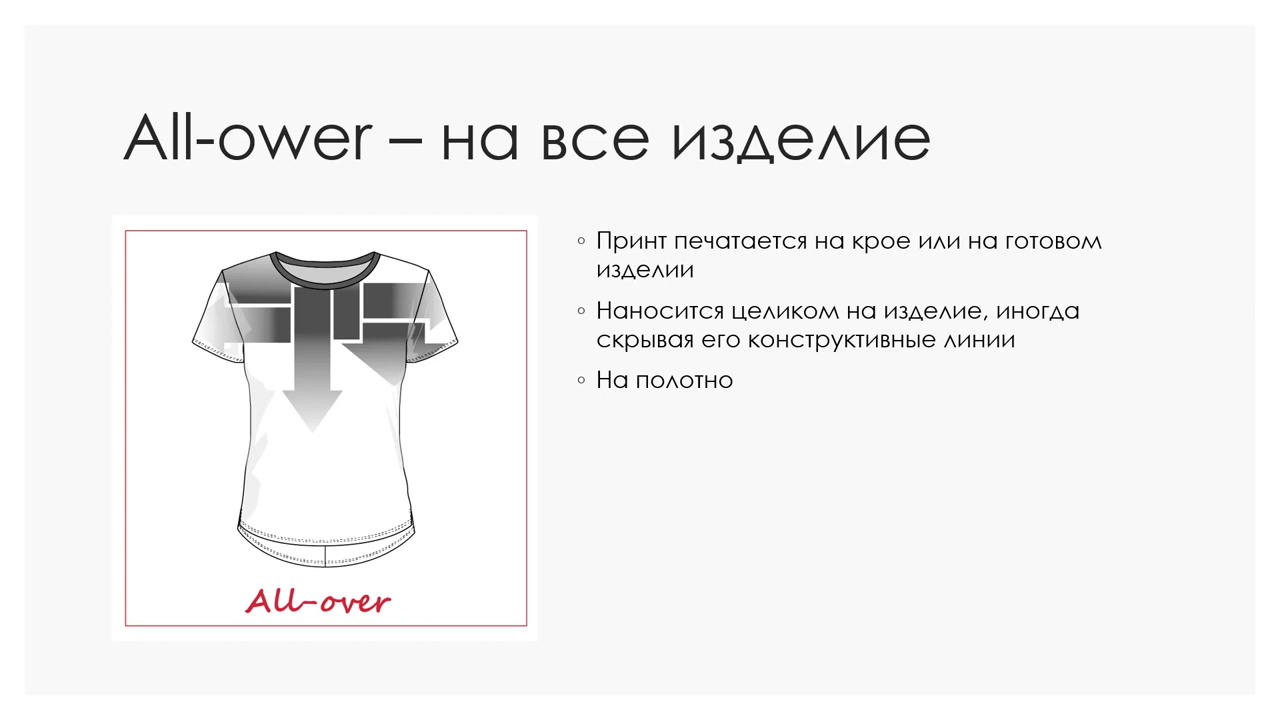 All-ower – на все изделие
◦ Принт печатается на крое или на готовом
изделии
◦ Наносится целиком на изделие, иногда
скрывая его конструктивные линии
◦ На полотно
All-over